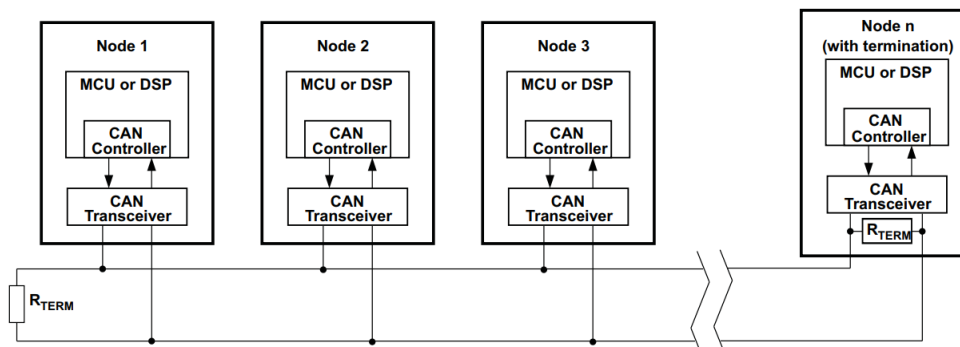 Node 1
MCU or DSP
CAN
Controller
CAN
Transceiver
Node 2
MCU or DSP
CAN
Controller
CAN
Transceiver
Node 3
MCU or DSP
CAN
Controller
CAN
Transceiver
Node n
(with termination)
MCU or DSP
CAN
Controller
CAN
Transceiver
RTERM
RTERM